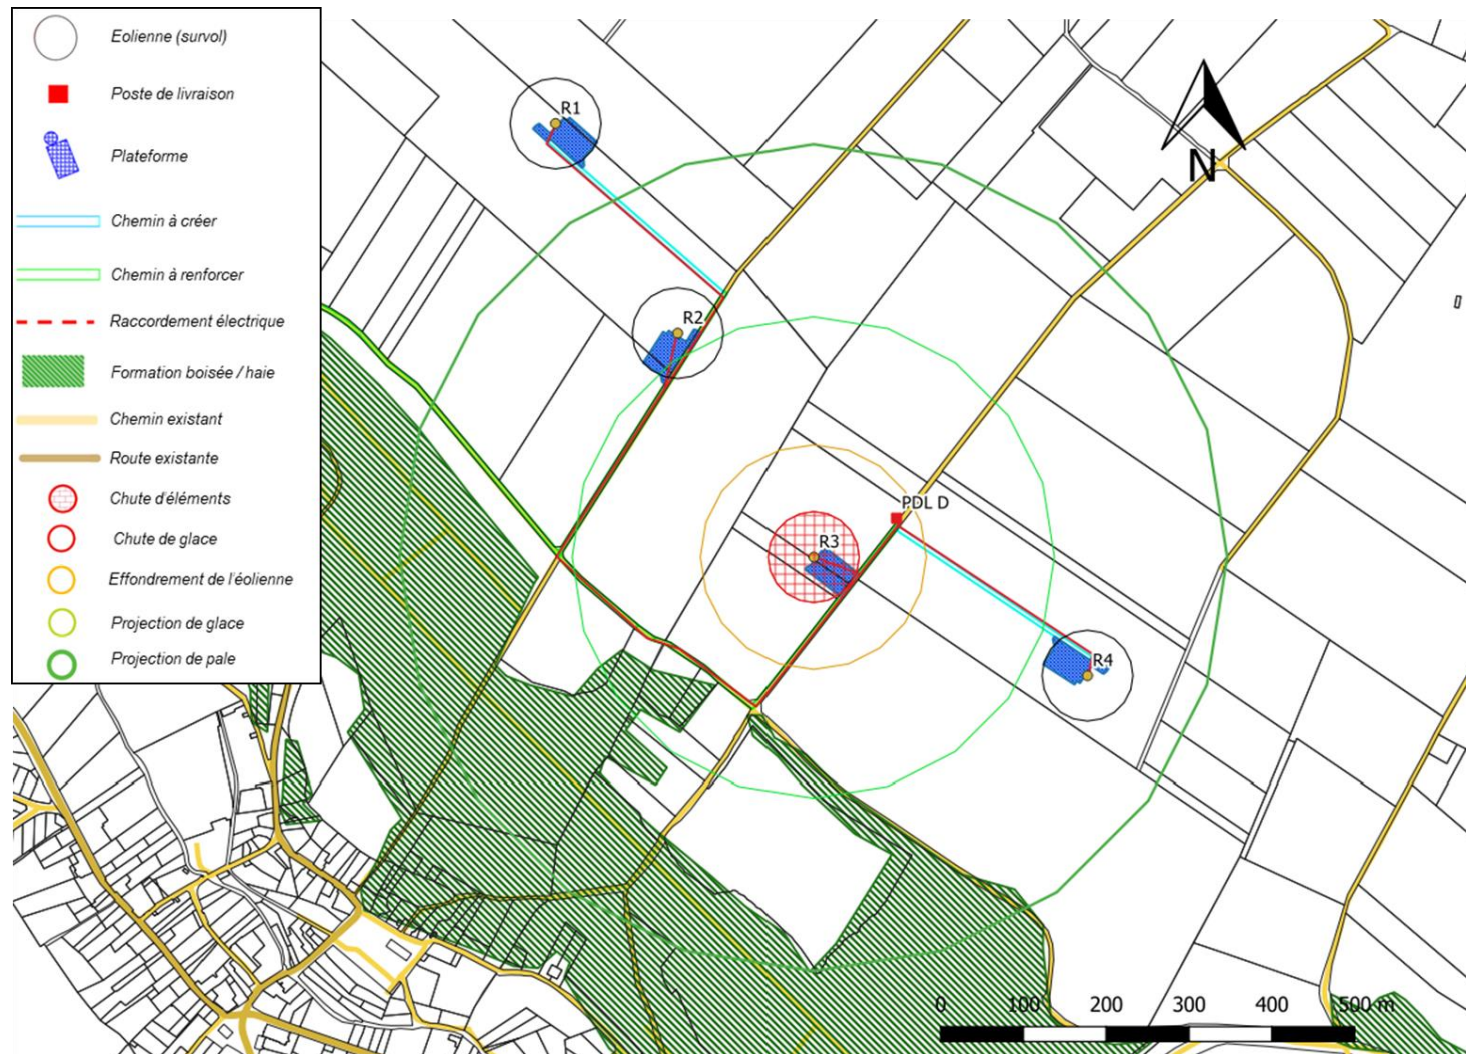 Eolienne (survol)
Poste de livraison
Plateforme
Chemin à créer
Chemin à renforcer
Raccordement électrique
Formation boisée / haie
Chemin existant
Route existante
Chute d'éléments
Chute de glace
Effondrement de l'éolienne
Projection de glace
Projection de pale
R1
N
R2
PDL D
R3
R4
0 100 200 300 400 500 m